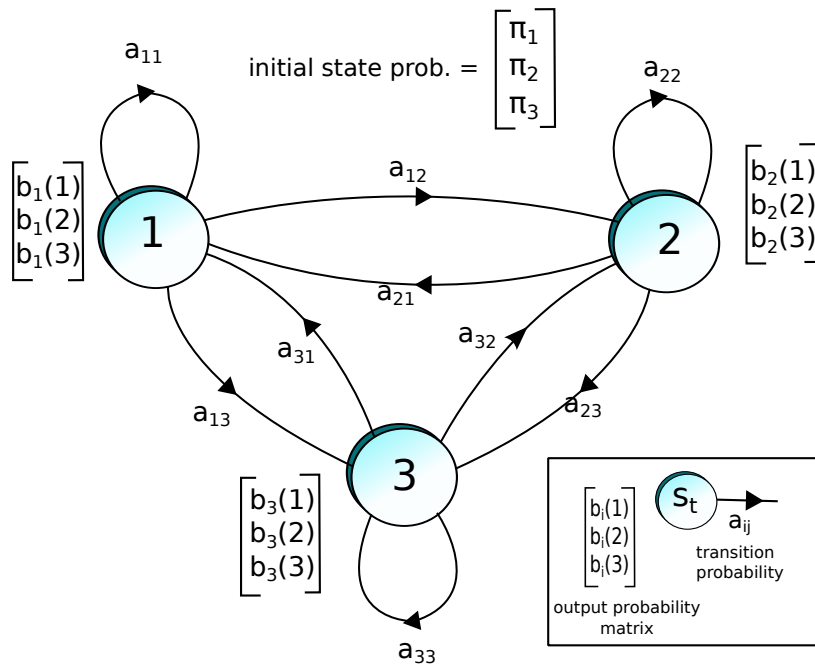 a₁₁
initial state prob. =
π₁
π₂
π₃
a₂₂
b₁(1)
b₁(2)
b₁(3)
1
a₁₂
2
b₂(1)
b₂(2)
b₂(3)
a₂₁
a₃₁
a₃₂
a₁₃
a₂₃
3
b₃(1)
b₃(2)
b₃(3)
a₃₃
bᵢ(1)
bᵢ(2)
bᵢ(3)
Sₜ
aᵢⱼ
transition
probability
output probability
matrix